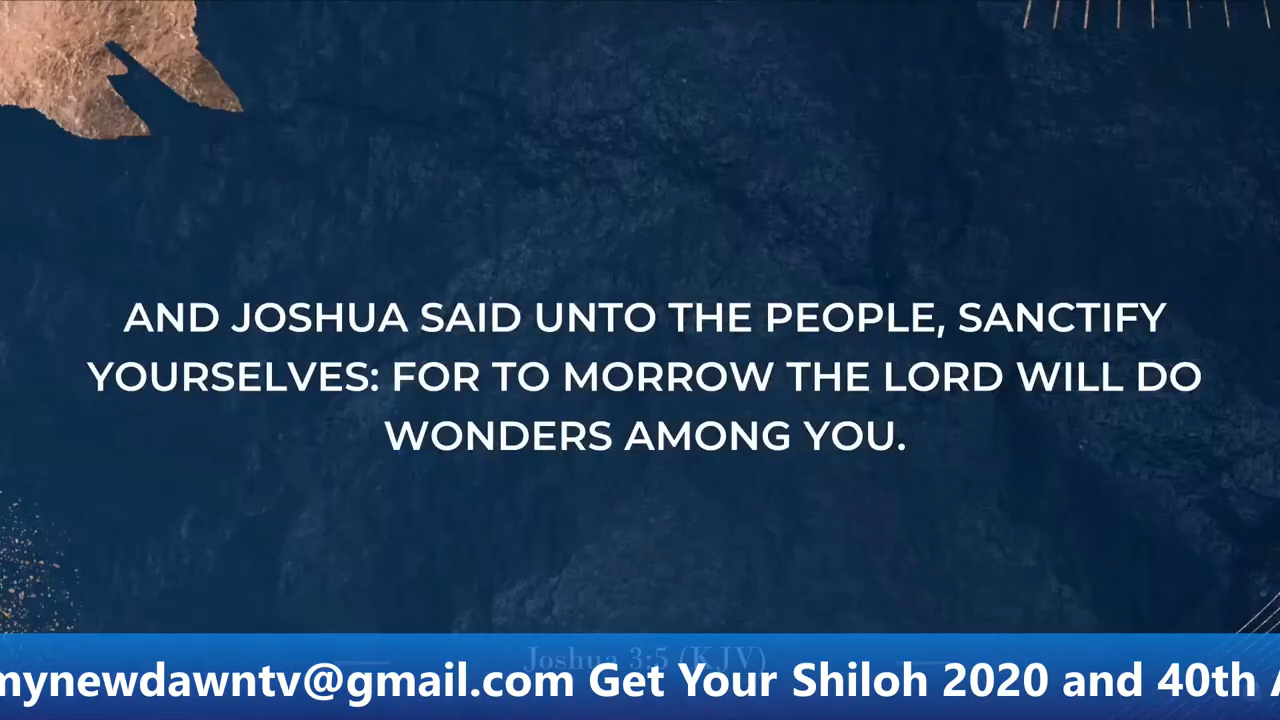 AND JOSHUA SAID UNTO THE PEOPLE, SANCTIFY
YOURSELVES: FOR TO MORROW THE LORD WILL DO
WONDERS AMONG YOU.
Joshua 3:5 (KJV)
mynewdawntv@gmail.com Get Your Shiloh 2020 and 40th A